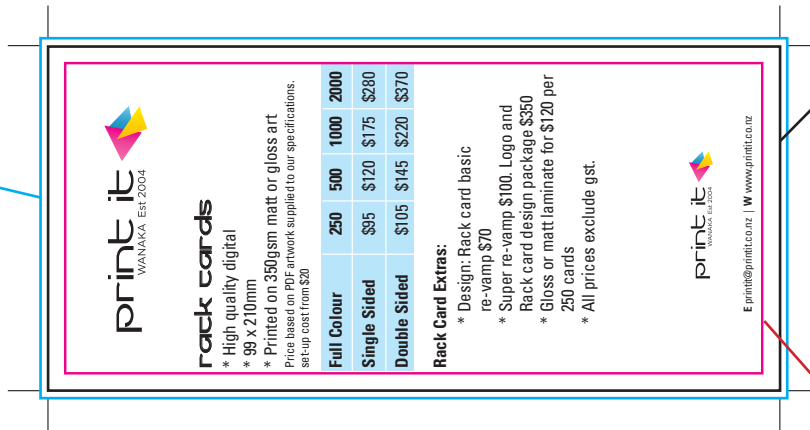 print it
WANAKA Est 2004
rack cards
* High quality digital
* 99 x 210mm
* Printed on 350gsm matt or gloss art
Price based on PDF artwork supplied to our specifications.
set-up cost from $20
Full Colour 250 500 1000 2000
Single Sided $95 $120 $175 $280
Double Sided $105 $145 $220 $370
Rack Card Extras:
* Design: Rack card basic
re-vamp $70
* Super re-vamp $100. Logo and
Rack card design package $350
* Gloss or matt laminate for $120 per
250 cards
* All prices exclude gst.
print it
WANAKA Est 2004
E printit@printit.co.nz | W www.printit.co.nz